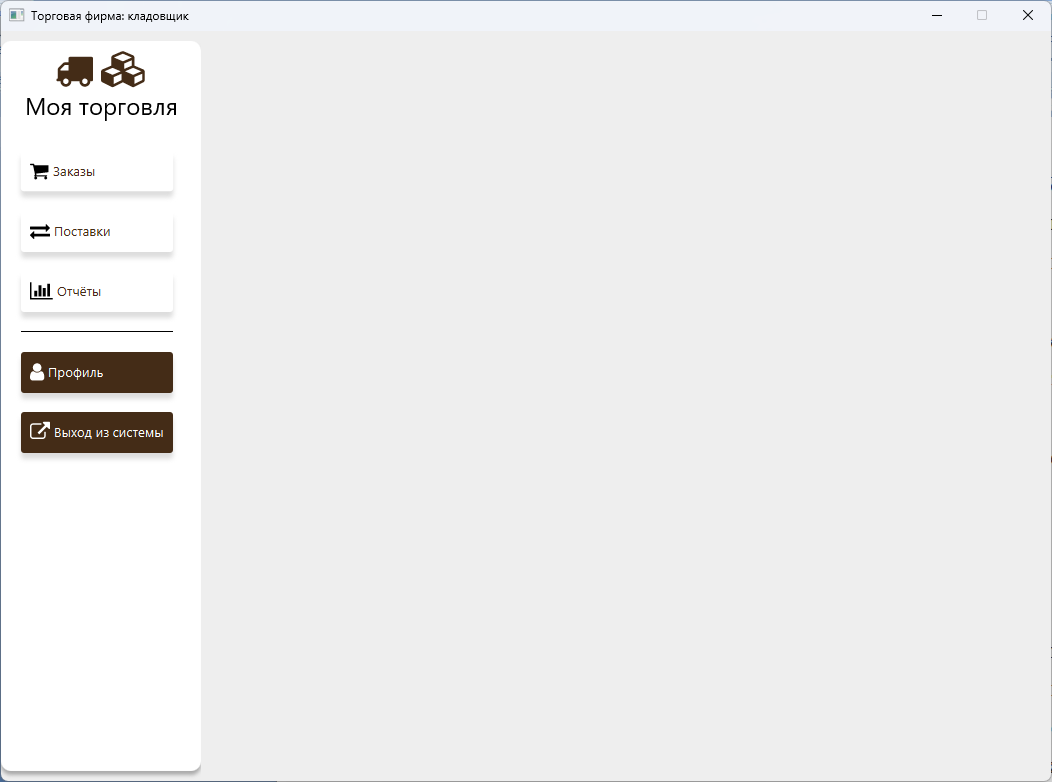 Торговая фирма: кладовщик
Моя торговля
Заказы
Поставки
Отчёты
Профиль
Выход из системы